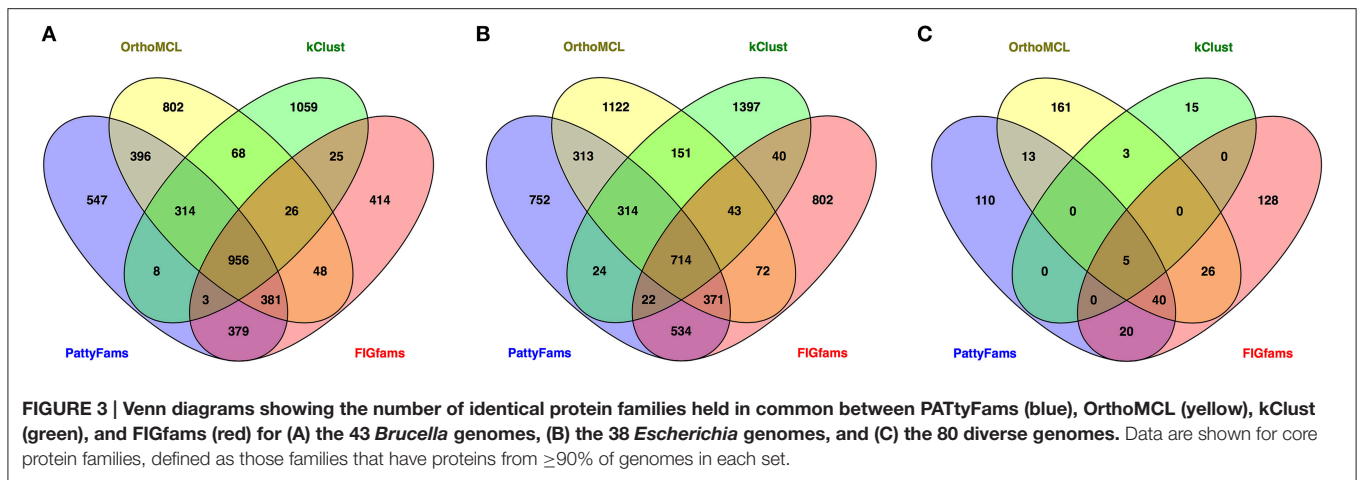 A
OrthoMCL
kClust
802
1059
396
68
25
547
314
26
414
956
8
48
3
381
379
PattyFams
FIGfams
B
OrthoMCL
kClust
1122
1397
313
151
40
752
314
43
802
714
24
72
22
371
534
PattyFams
FIGfams
C
OrthoMCL
kClust
161
15
13
3
0
110
0
0
128
5
0
26
0
40
20
PattyFams
FIGfams
FIGURE 3 | Venn diagrams showing the number of identical protein families held in common between PATtyFams (blue), OrthoMCL (yellow), kClust
(green), and FIGfams (red) for (A) the 43 Brucella genomes, (B) the 38 Escherichia genomes, and (C) the 80 diverse genomes. Data are shown for core
protein families, defined as those families that have proteins from ≥90% of genomes in each set.